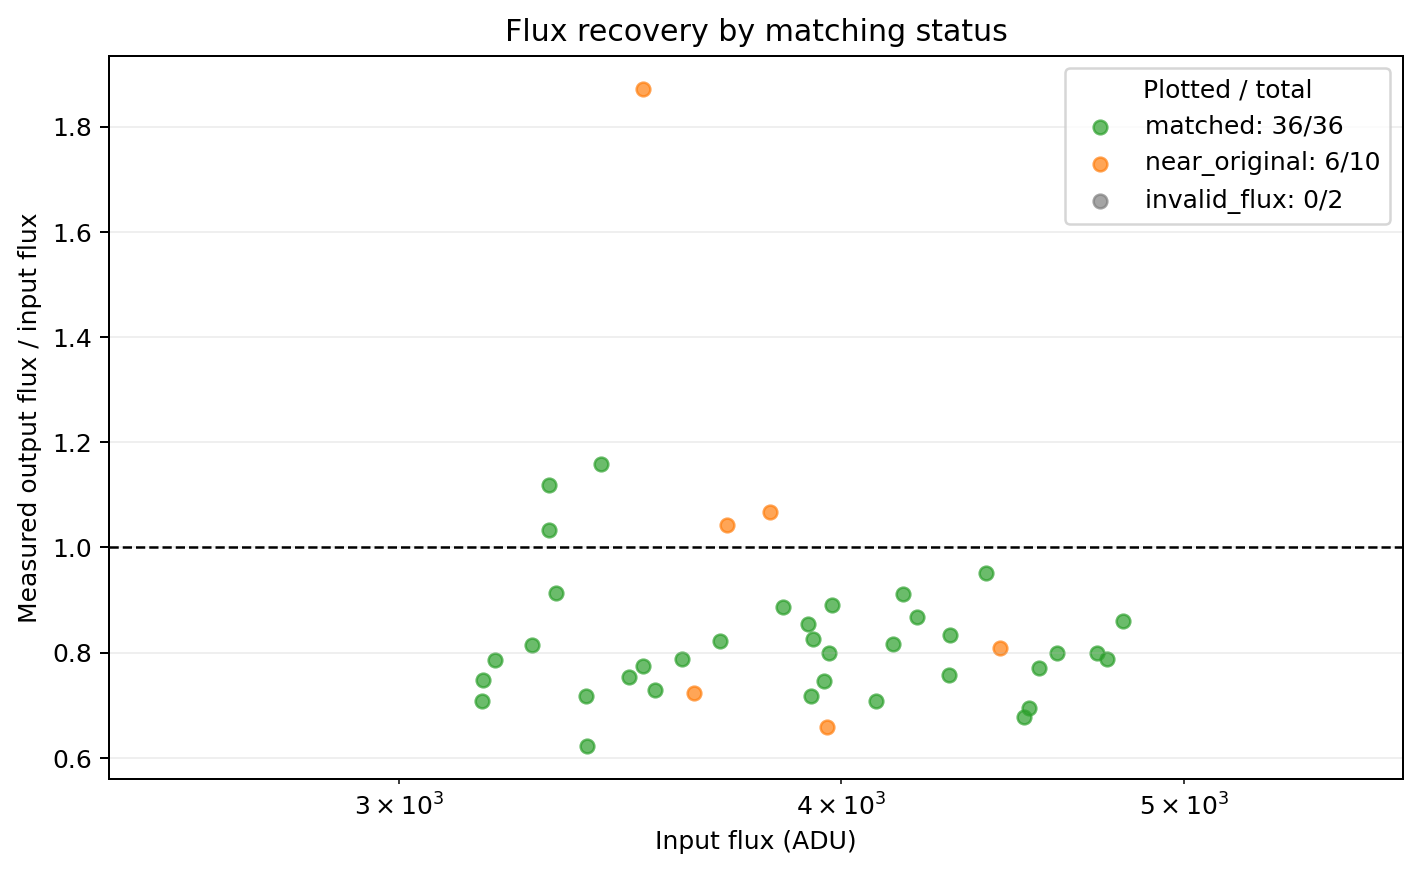 Flux recovery by matching status
Plotted / total
matched: 36/36
near_original: 6/10
invalid_flux: 0/2
Measured output flux / input flux
1.8
1.6
1.4
1.2
1.0
0.8
0.6
3 × 10³
4 × 10³
5 × 10³
Input flux (ADU)